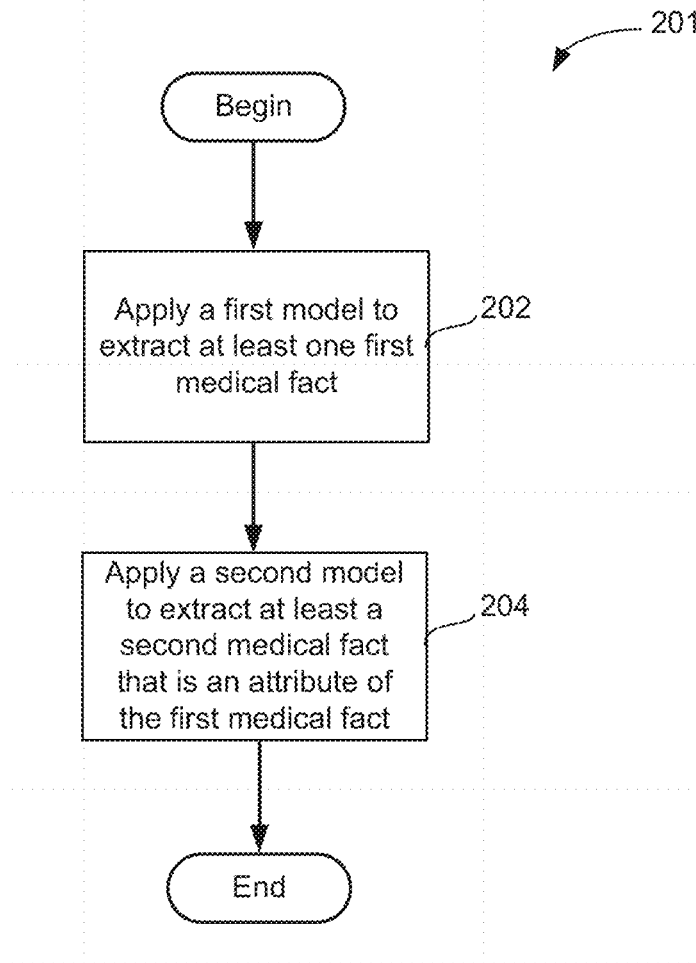 201
Begin
Apply a first model to
extract at least one first
medical fact
202
Apply a second model
to extract at least a
second medical fact
that is an attribute of
the first medical fact
204
End